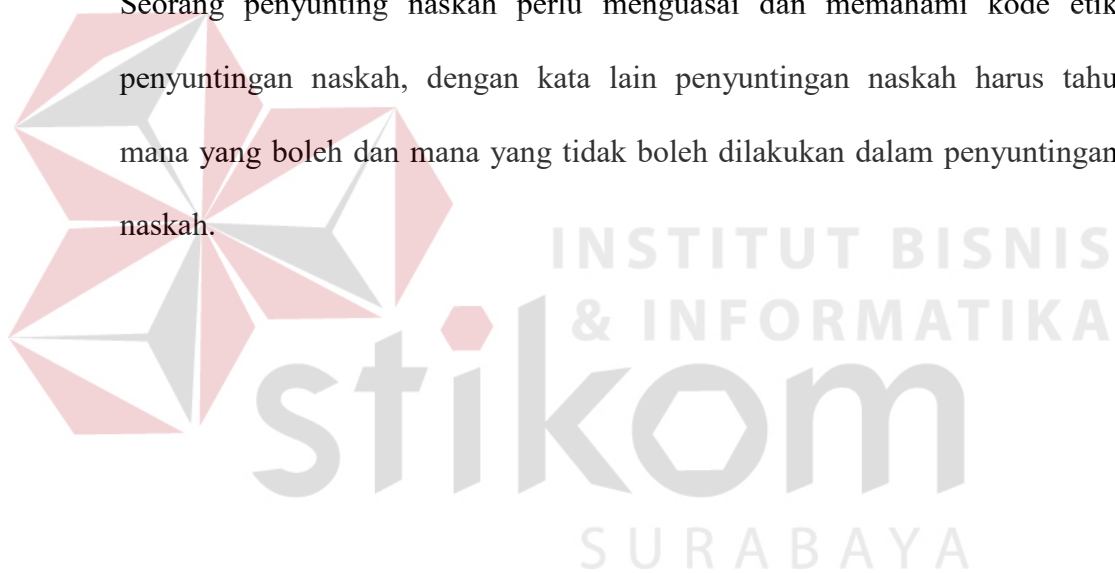 Seorang penyunting naskah perlu menguasai dan memahami kode etik
penyuntingan naskah, dengan kata lain penyuntingan naskah harus tahu
mana yang boleh dan mana yang tidak boleh dilakukan dalam penyuntingan
naskah.
INSTITUT BISNIS
& INFORMATIKA
stikom
SURABAYA